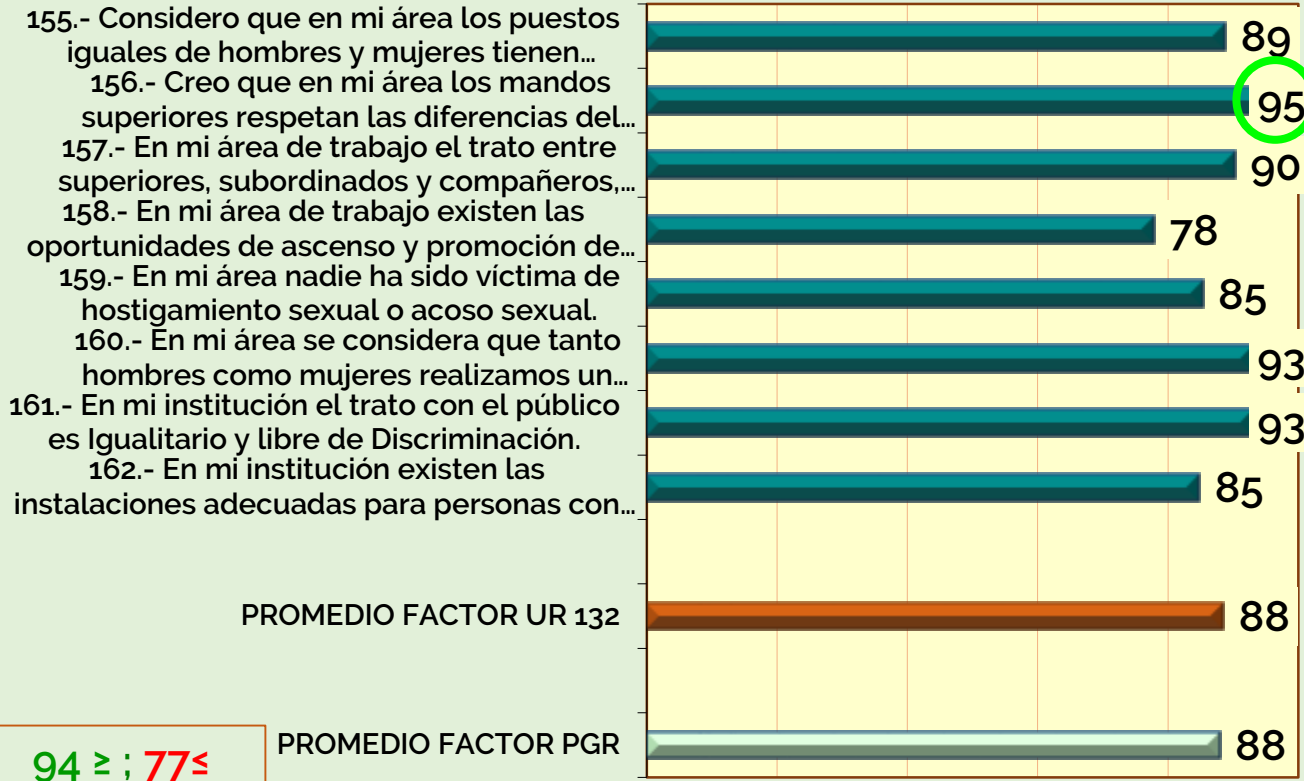 155.- Considero que en mi área los puestos
iguales de hombres y mujeres tienen…
89
156.- Creo que en mi área los mandos
superiores respetan las diferencias del…
95
157.- En mi área de trabajo el trato entre
superiores, subordinados y compañeros,…
90
158.- En mi área de trabajo existen las
oportunidades de ascenso y promoción de…
78
159.- En mi área nadie ha sido víctima de
hostigamiento sexual o acoso sexual.
85
160.- En mi área se considera que tanto
hombres como mujeres realizamos un…
93
161.- En mi institución el trato con el público
es Igualitario y libre de Discriminación.
93
162.- En mi institución existen las
instalaciones adecuadas para personas con…
85
PROMEDIO FACTOR UR 132
88
PROMEDIO FACTOR PGR
88
94 ≥ ; 77≤